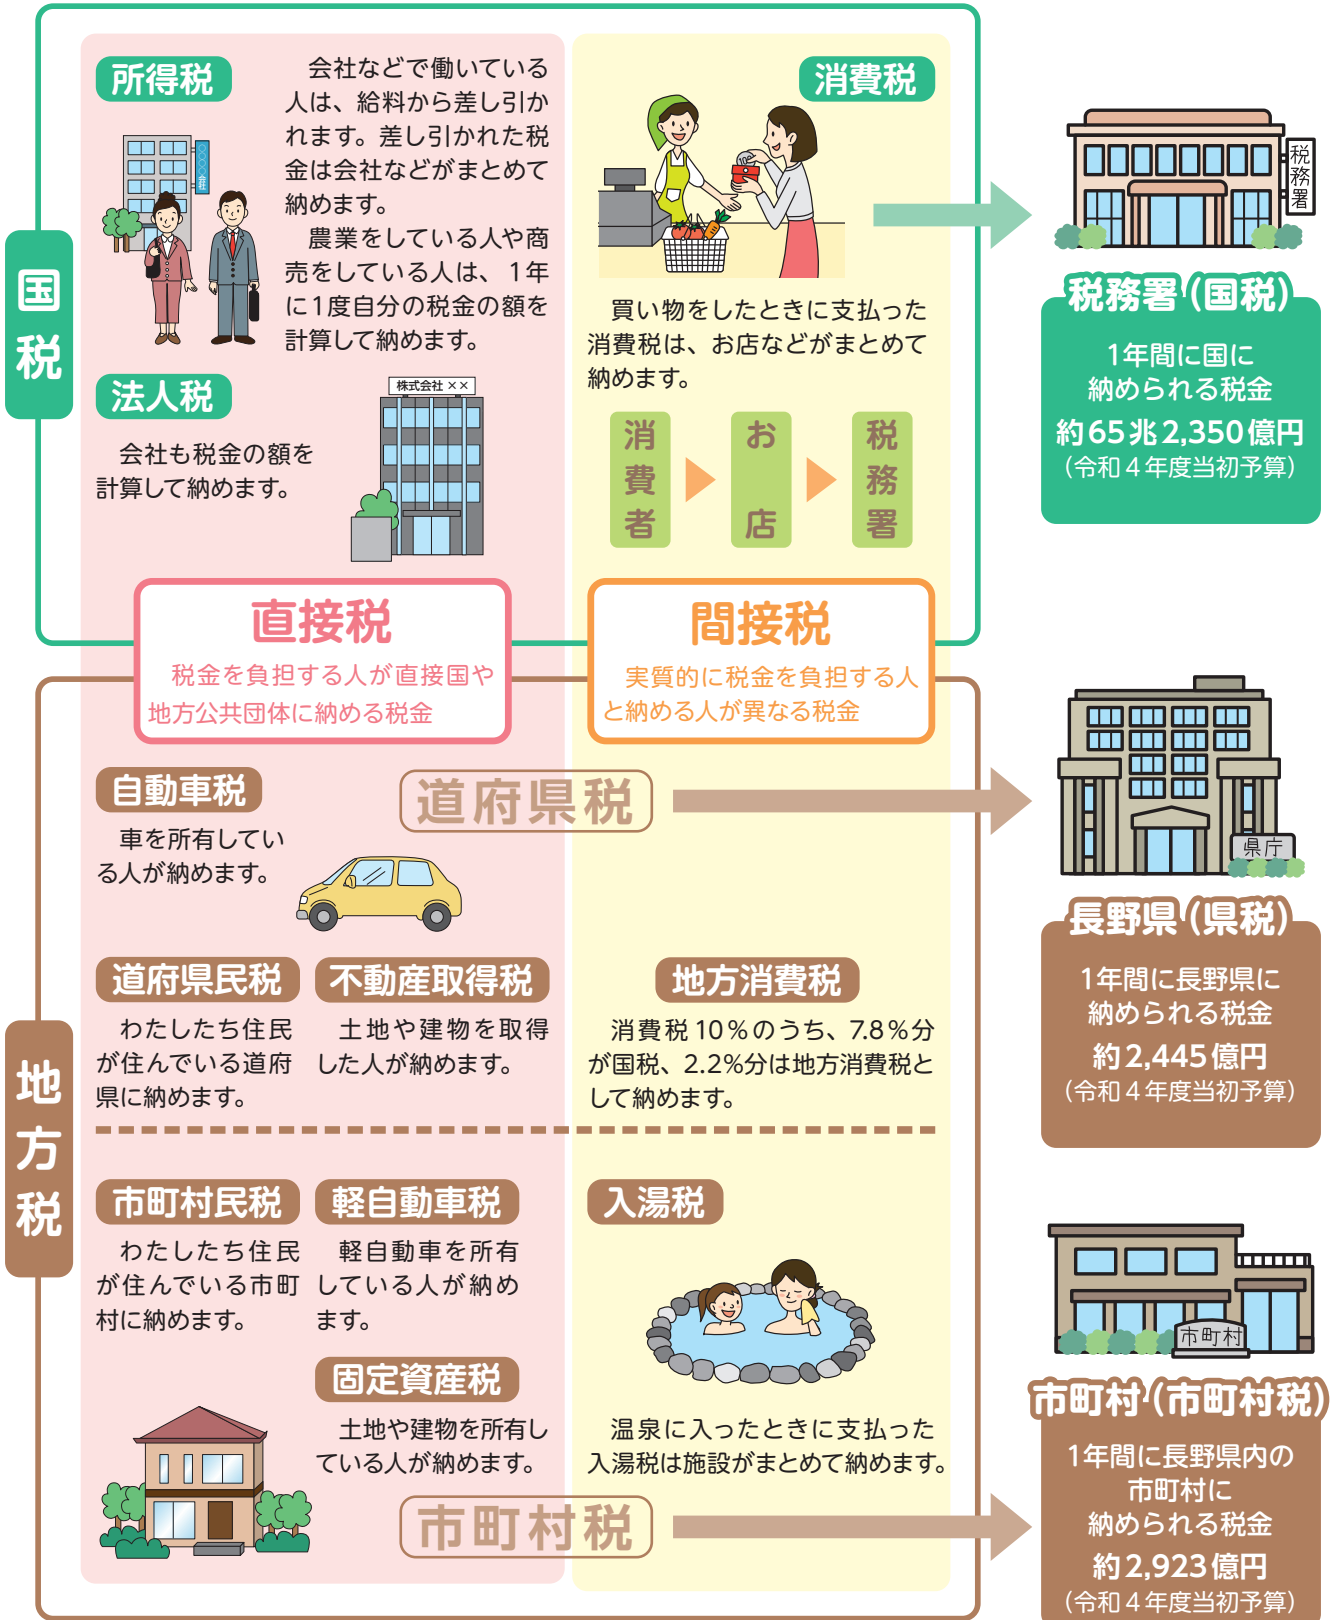 国税
所得税
会社などで働いている
人は、給料から差し引か
れます。差し引かれた税
金は会社などがまとめて
納めます。
農業をしている人や商
売をしている人は、1年
に1度自分の税金の額を
計算して納めます。
〇〇〇〇会社
法人税
会社も税金の額を
計算して納めます。
株式会社 ××
消費税
買い物をしたときに支払った
消費税は、お店などがまとめて
納めます。
消費者
お店
税務署
税務署
税務署（国税）
1年間に国に
納められる税金
約65兆2,350億円
（令和４年度当初予算）
直接税
税金を負担する人が直接国や
地方公共団体に納める税金
間接税
実質的に税金を負担する人
と納める人が異なる税金
地方税
自動車税
車を所有してい
る人が納めます。
道府県税
道府県民税
わたしたち住民
が住んでいる道府
県に納めます。
不動産取得税
土地や建物を取得
した人が納めます。
地方消費税
消費税10％のうち、7.8％分
が国税、2.2%分は地方消費税と
して納めます。
県庁
長野県（県税）
1年間に長野県に
納められる税金
約2,445億円
（令和４年度当初予算）
市町村民税
わたしたち住民
が住んでいる市町
村に納めます。
軽自動車税
軽自動車を所有
している人が納め
ます。
固定資産税
土地や建物を所有し
ている人が納めます。
入湯税
温泉に入ったときに支払った
入湯税は施設がまとめて納めます。
市町村税
市町村
市町村（市町村税）
1年間に長野県内の
市町村に
納められる税金
約2,923億円
（令和４年度当初予算）